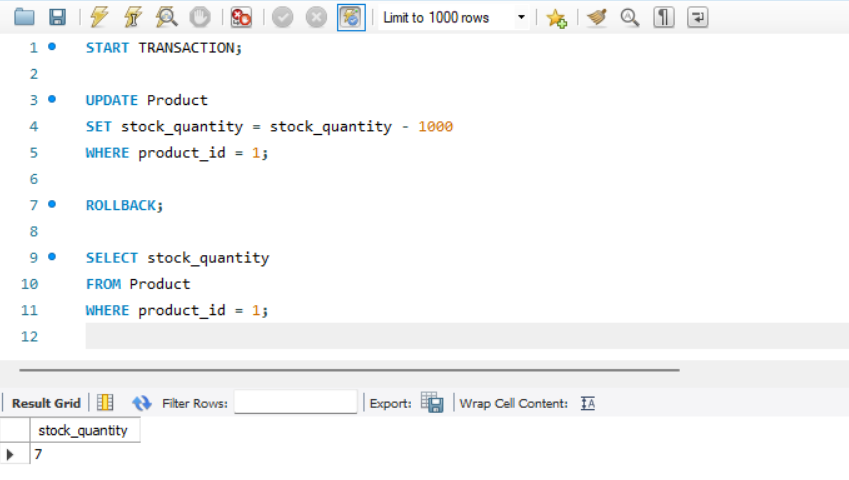 Limit to 1000 rows
1 START TRANSACTION;
2
3 UPDATE Product
4 SET stock_quantity = stock_quantity - 1000
5 WHERE product_id = 1;
6
7 ROLLBACK;
8
9 SELECT stock_quantity
10 FROM Product
11 WHERE product_id = 1;
12
Result Grid Filter Rows: Export: Wrap Cell Content: IA
stock_quantity
7